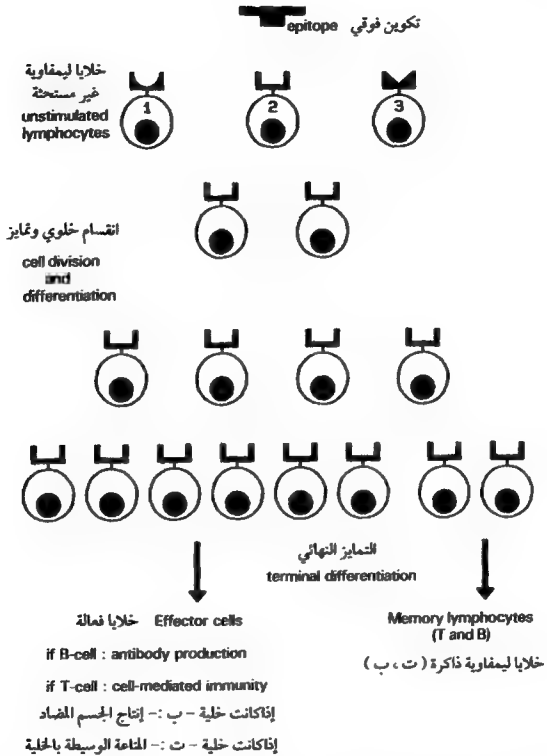 epitope تكوين فوقي
خلايا ليمفاوية
غير مستحثة
unstimulated
lymphocytes
1
2
3
انقسام خلوي وتمايز
cell division
and
differentiation
التمايز النهائي
terminal differentiation
خلايا فعالة Effector cells
if B-cell : antibody production
if T-cell : cell-mediated immunity
إذاكانت خلية - ب :- إنتاج الجسم المضاد
إذاكانت خلية - ت :- المناعة الوسيطة بالخلية
Memory lymphocytes
(T and B)
خلايا ليمفاوية ذاكرة ( ت ، ب )